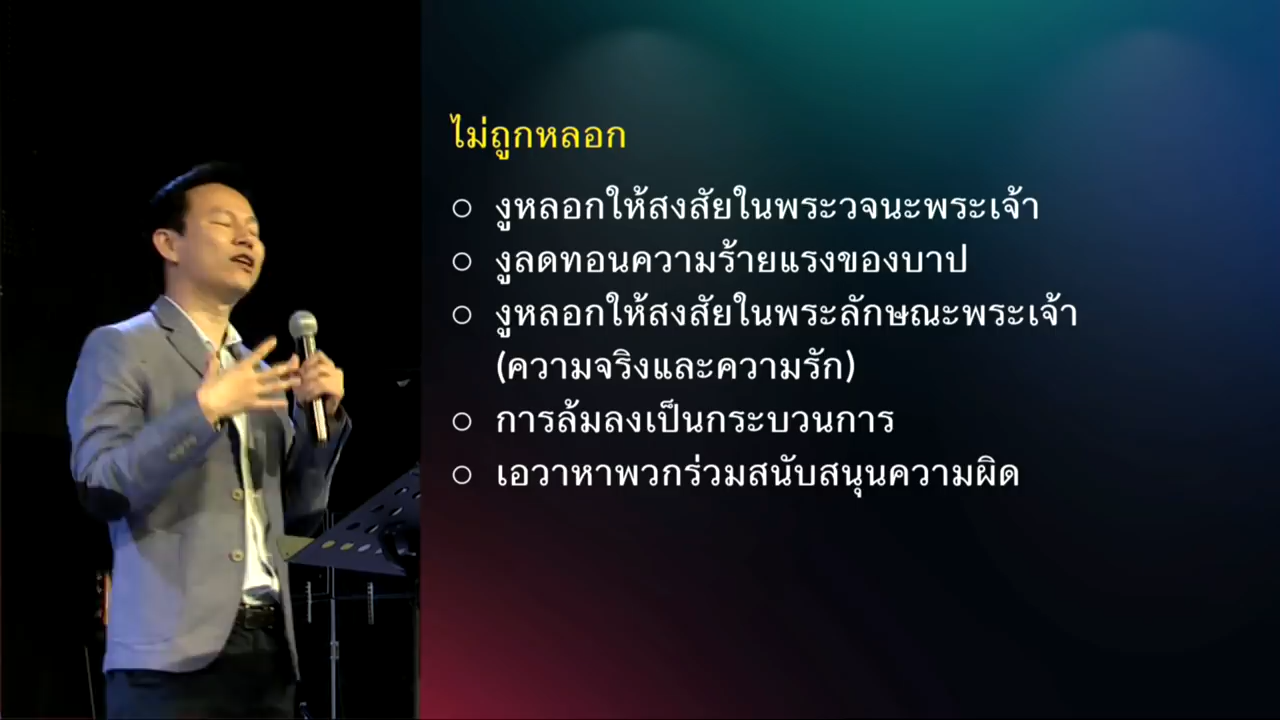 ไม่ถูกหลอก
○ งูหลอกให้สงสัยในพระวจนะพระเจ้า
○ งูลดทอนความร้ายแรงของบาป
○ งูหลอกให้สงสัยในพระลักษณะพระเจ้า
(ความจริงและความรัก)
○ การล้มลงเป็นกระบวนการ
○ เอวาหาพวกร่วมสนับสนุนความผิด